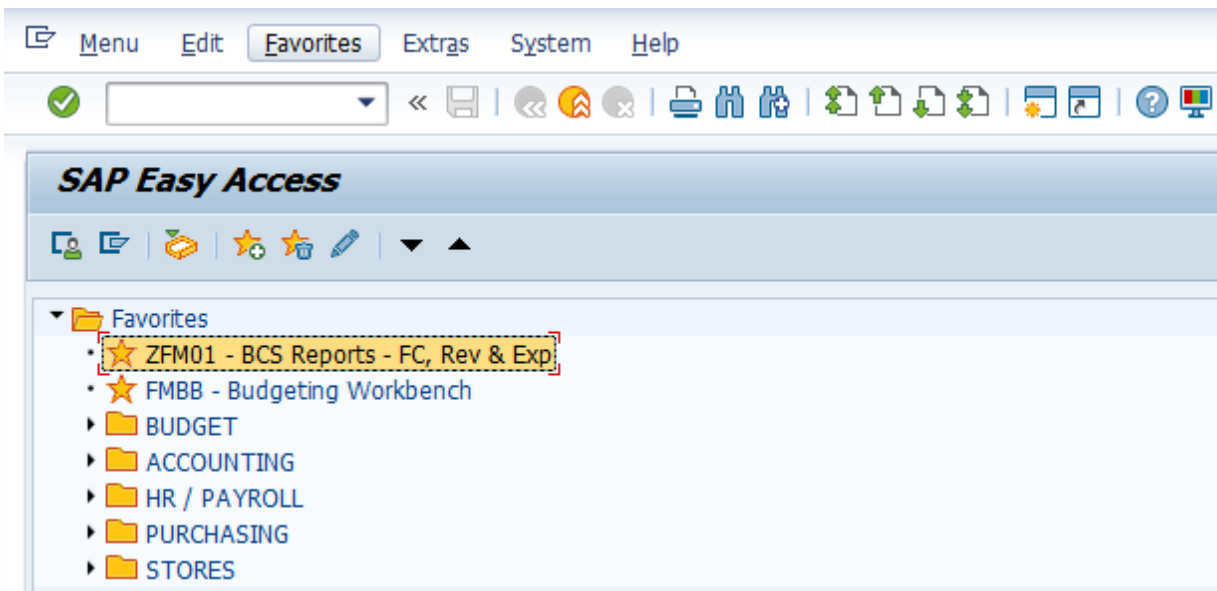 Menu Edit Favorites Extras System Help
SAP Easy Access
Favorites
ZFM01 - BCS Reports - FC, Rev & Exp
FMBB - Budgeting Workbench
BUDGET
ACCOUNTING
HR / PAYROLL
PURCHASING
STORES